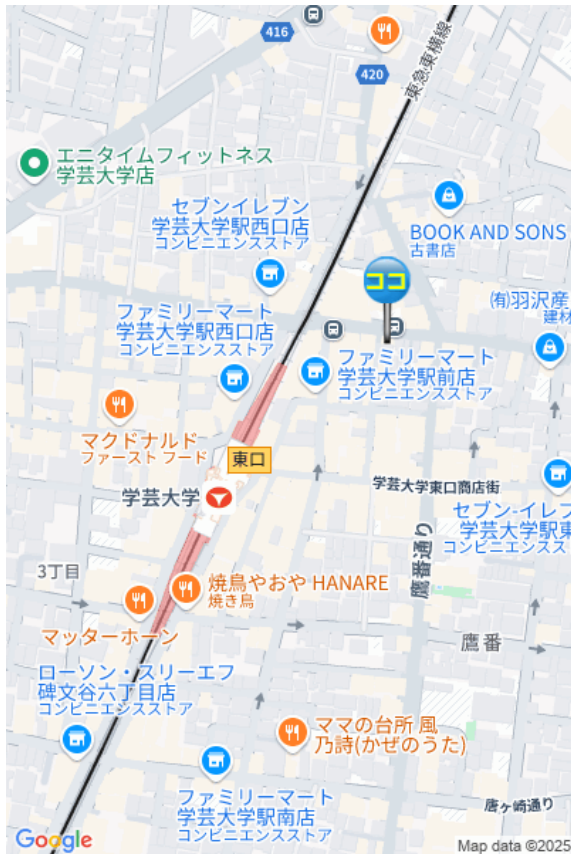 416
420
東急東横線
エニタイムフィットネス
学芸大学店
セブンイレブン
学芸大学駅西口店
コンビニエンスストア
BOOK AND SONS
古書店
ココ
(有)羽沢産
建材
ファミリーマート
学芸大学駅西口店
コンビニエンスストア
ファミリーマート
学芸大学駅前店
コンビニエンスストア
マクドナルド
ファースト フード
東口
学芸大学
学芸大学東口商店街
セブン-イレブ
学芸大学駅東
コンビニエンスス
鷹番通り
3丁目
焼鳥やおや HANARE
焼き鳥
マッターホーン
鷹番
ローソン・スリーエフ
碑文谷六丁目店
コンビニエンスストア
ママの台所 風
乃詩(かぜのうた)
ファミリーマート
学芸大学駅南店
コンビニエンスストア
唐ヶ崎通り
Google
Map data ©2025